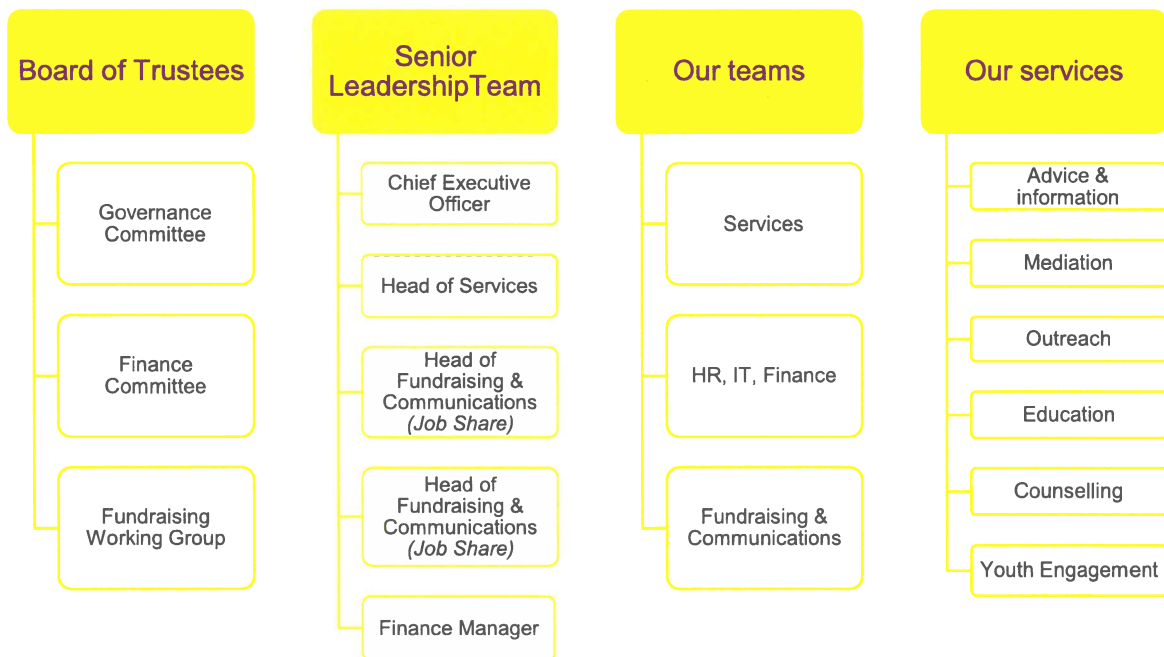 Board of Trustees
Governance
Committee
Finance
Committee
Fundraising
Working Group
Senior
LeadershipTeam
Chief Executive
Officer
Head of Services
Head of
Fundraising &
Communications
(Job Share)
Head of
Fundraising &
Communications
(Job Share)
Finance Manager
Our teams
Services
HR, IT, Finance
Fundraising &
Communications
Our services
Advice &
information
Mediation
Outreach
Education
Counselling
Youth Engagement